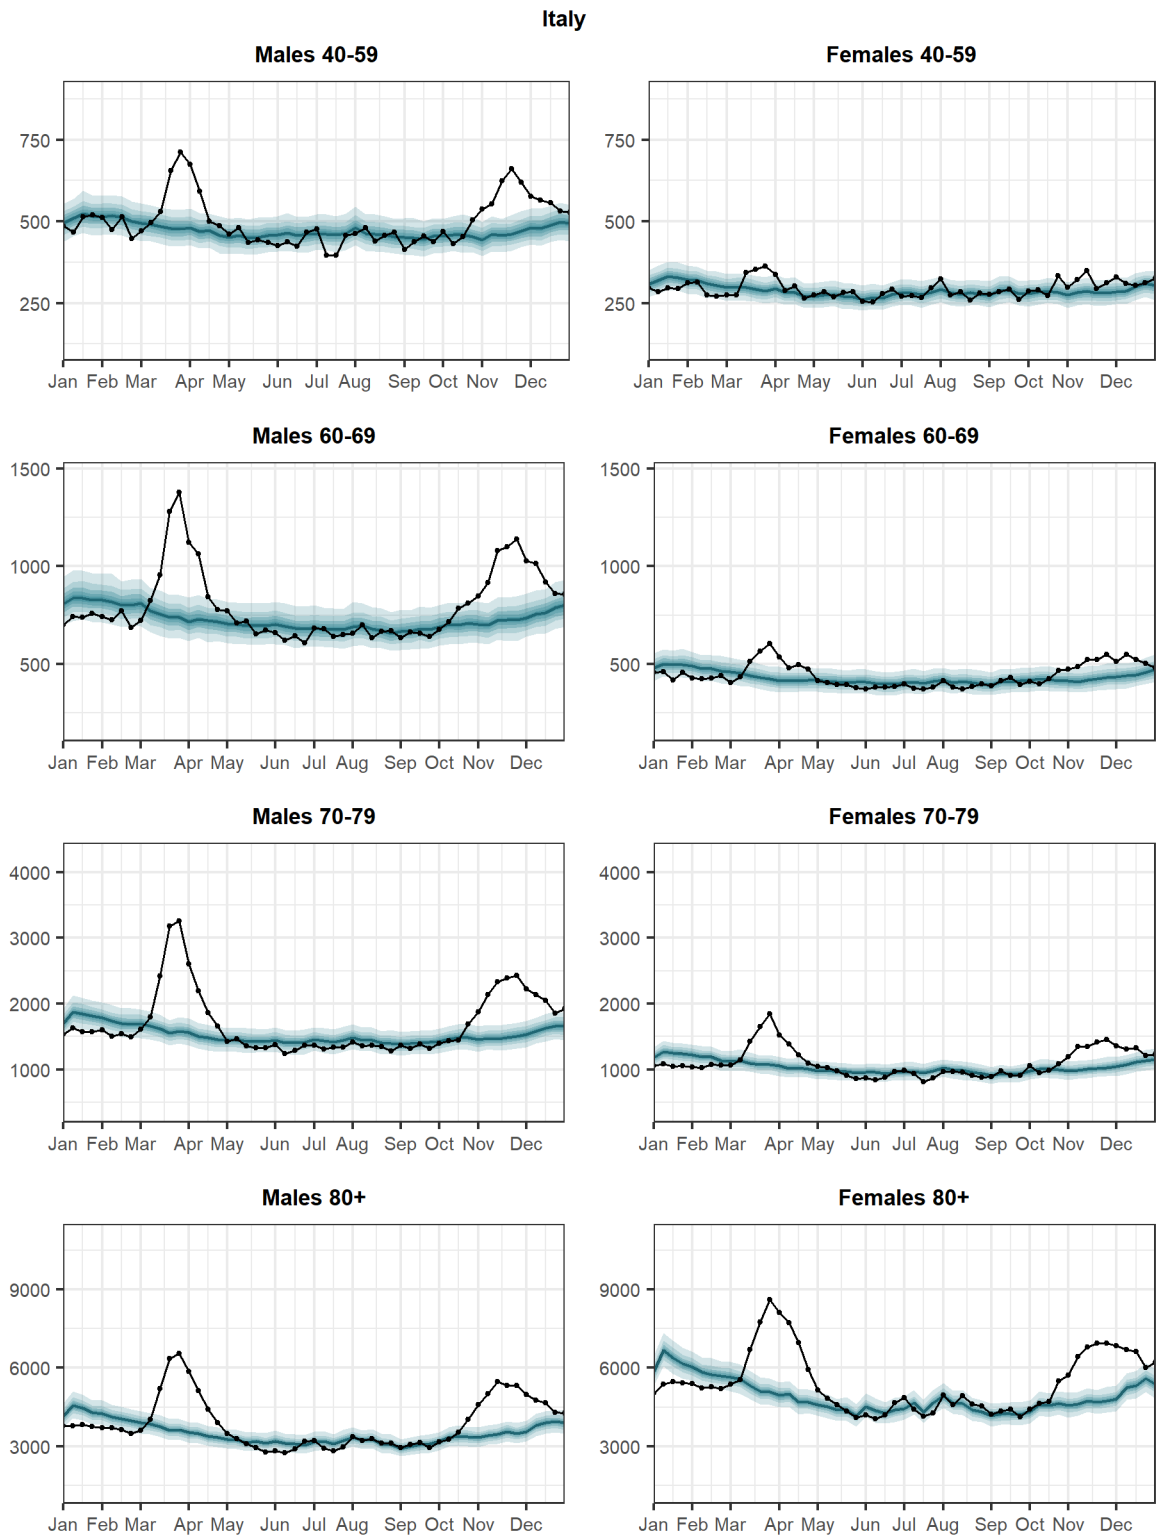 Italy
Males 40-59
Females 40-59
750
500
250
750
500
250
Jan Feb Mar Apr May Jun Jul Aug Sep Oct Nov Dec
Jan Feb Mar Apr May Jun Jul Aug Sep Oct Nov Dec
Males 60-69
Females 60-69
1500
1000
500
1500
1000
500
Jan Feb Mar Apr May Jun Jul Aug Sep Oct Nov Dec
Jan Feb Mar Apr May Jun Jul Aug Sep Oct Nov Dec
Males 70-79
Females 70-79
4000
3000
2000
1000
4000
3000
2000
1000
Jan Feb Mar Apr May Jun Jul Aug Sep Oct Nov Dec
Jan Feb Mar Apr May Jun Jul Aug Sep Oct Nov Dec
Males 80+
Females 80+
9000
6000
3000
9000
6000
3000
Jan Feb Mar Apr May Jun Jul Aug Sep Oct Nov Dec
Jan Feb Mar Apr May Jun Jul Aug Sep Oct Nov Dec